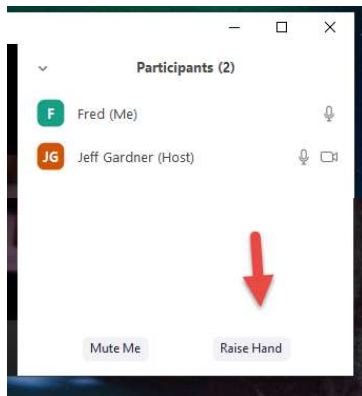 Participants (2)
F Fred (Me)
JG Jeff Gardner (Host)
Mute Me Raise Hand